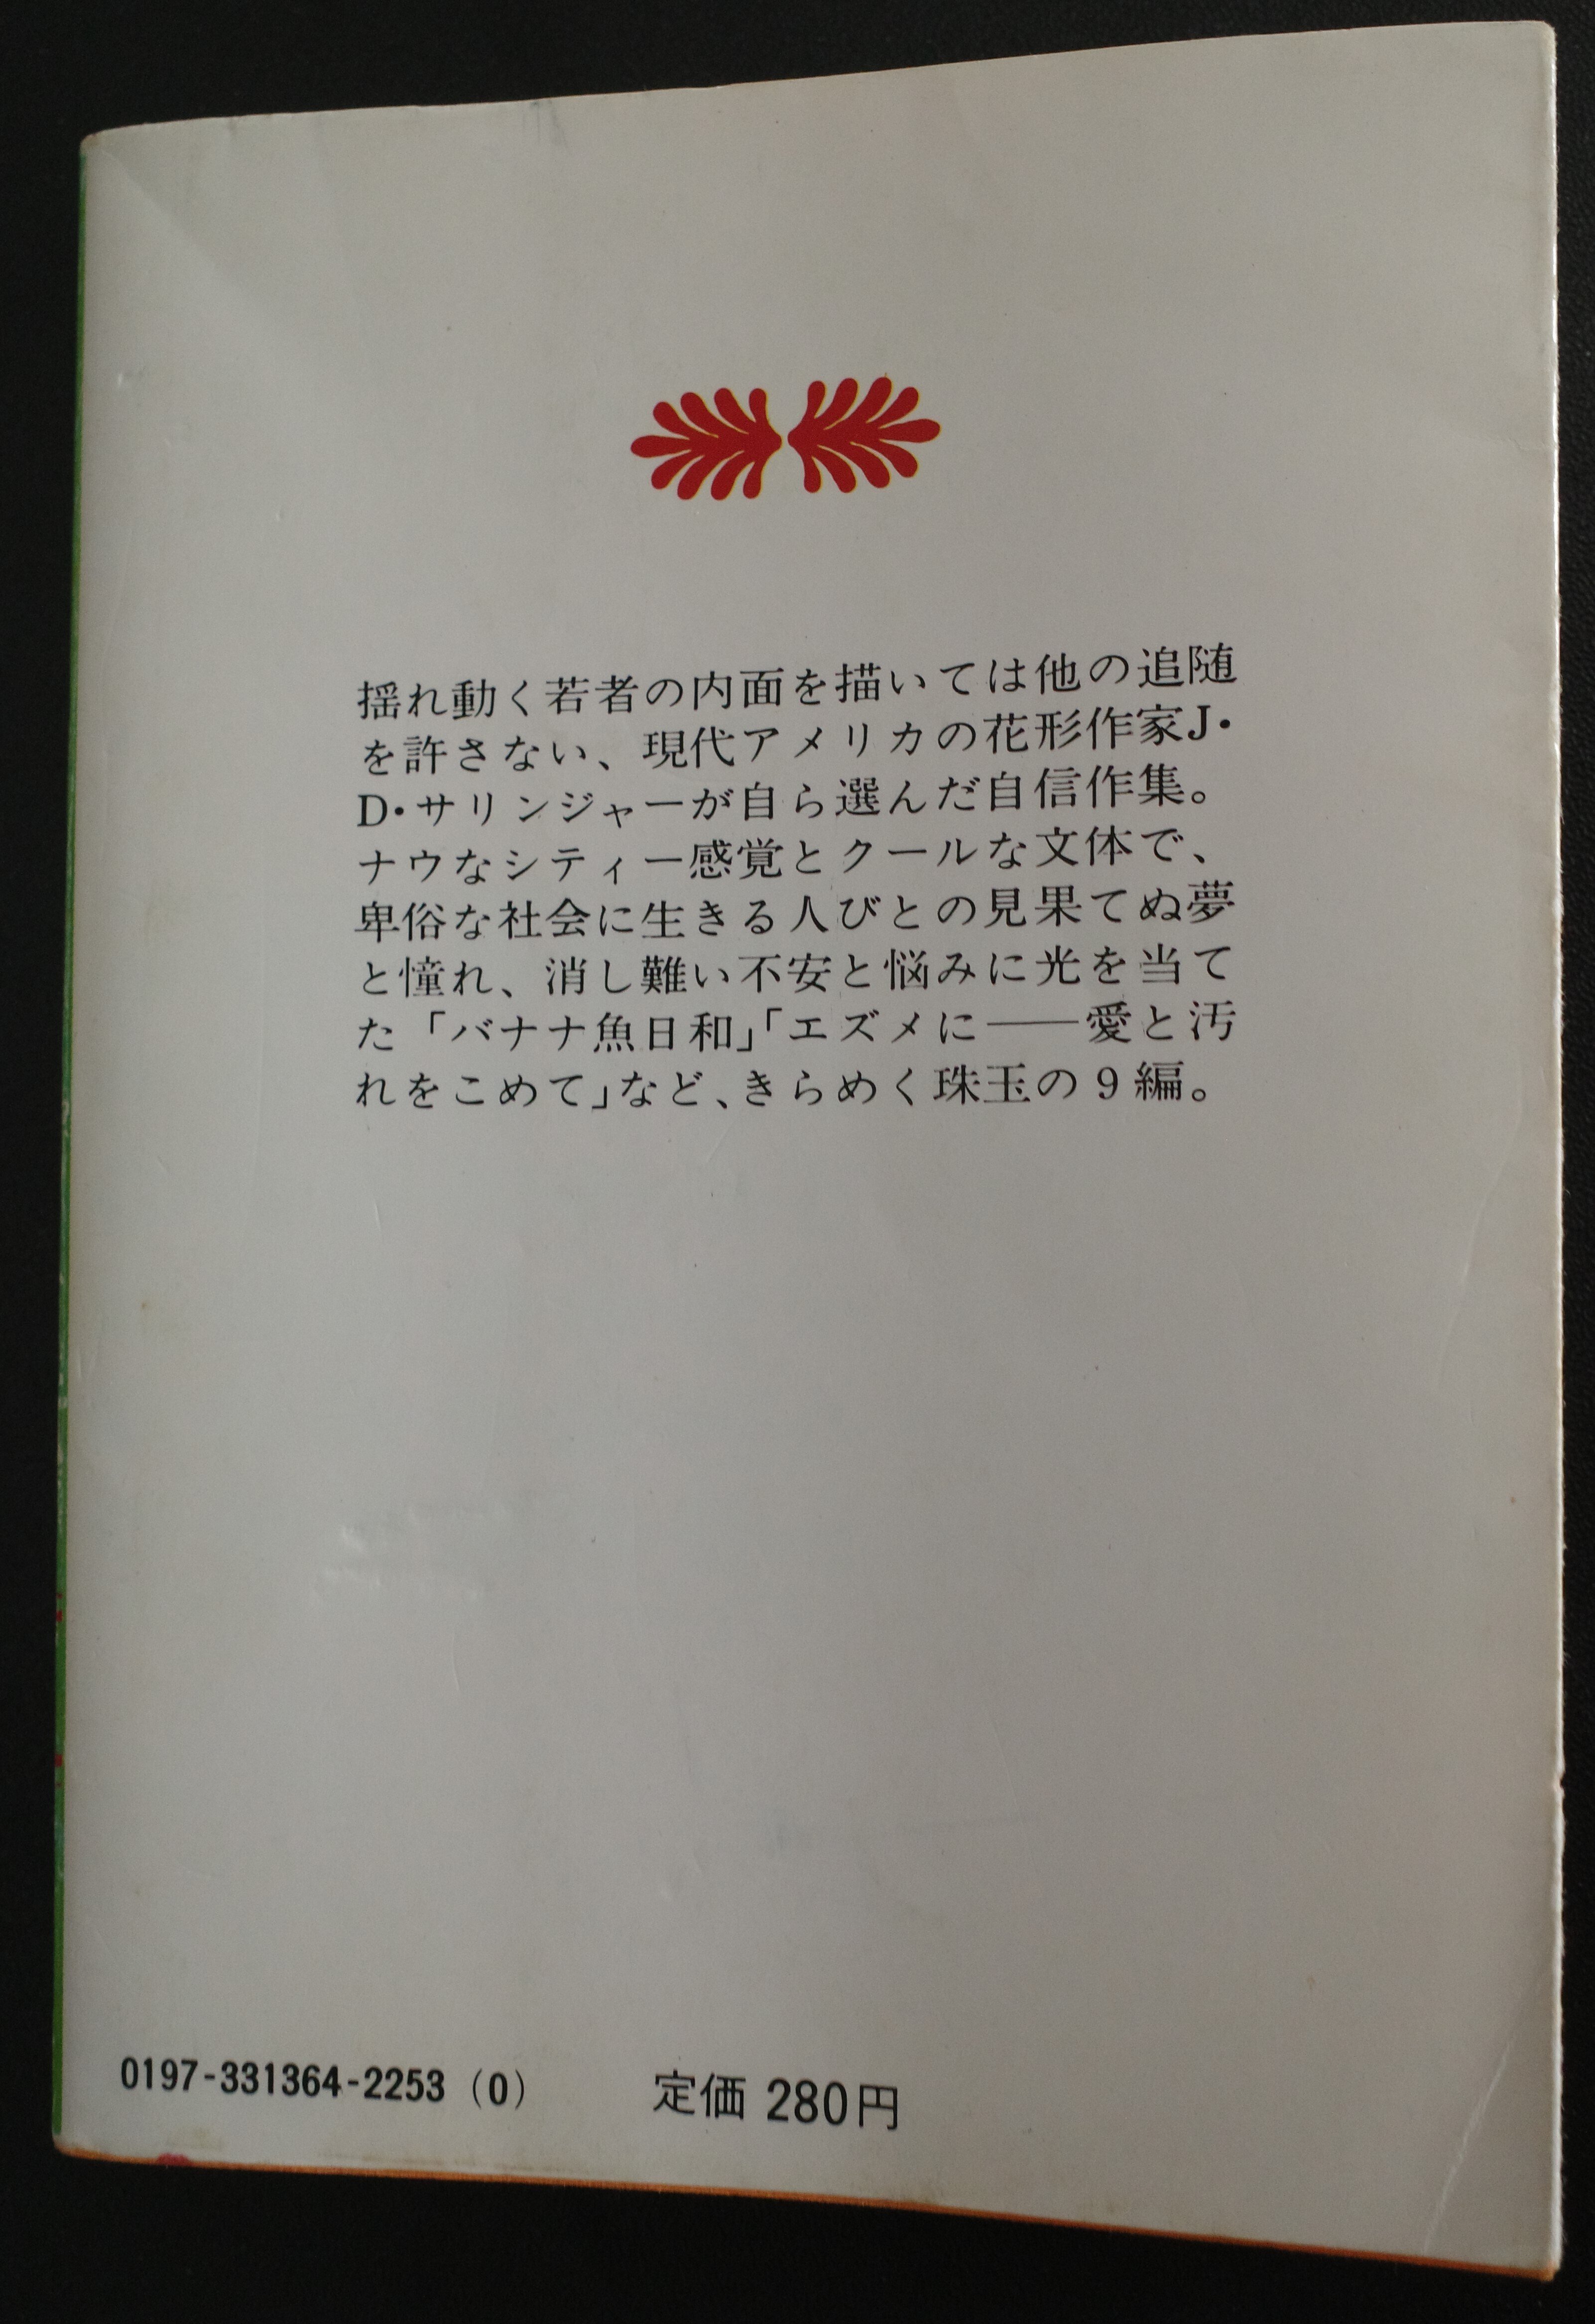 揺れ動く若者の内面を描いては他の追随
を許さない、現代アメリカの花形作家J・
D・サリンジャーが自ら選んだ自信作集。
ナウなシティー感覚とクールな文体で、
卑俗な社会に生きる人びとの見果てぬ夢
と憧れ、消し難い不安と悩みに光を当て
た「バナナ魚日和」「エズメに――愛と汚
れをこめて」など、きらめく珠玉の9編。
0197-331364-2253(0) 定価 280円